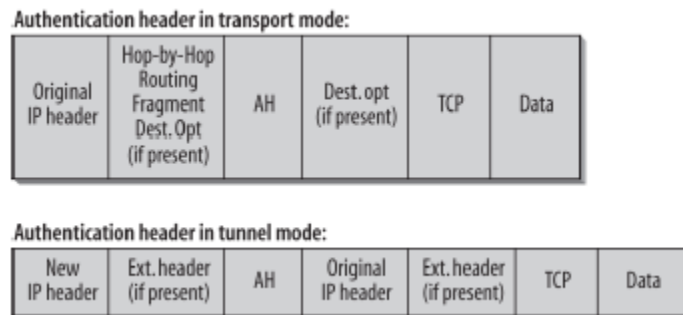 Authentication header in transport mode:
Original
IP header
Hop-by-Hop
Routing
Fragment
Dest. Opt
(if present)
AH
Dest. opt
(if present)
TCP
Data
Authentication header in tunnel mode:
New
IP header
Ext. header
(if present)
AH
Original
IP header
Ext. header
(if present)
TCP
Data